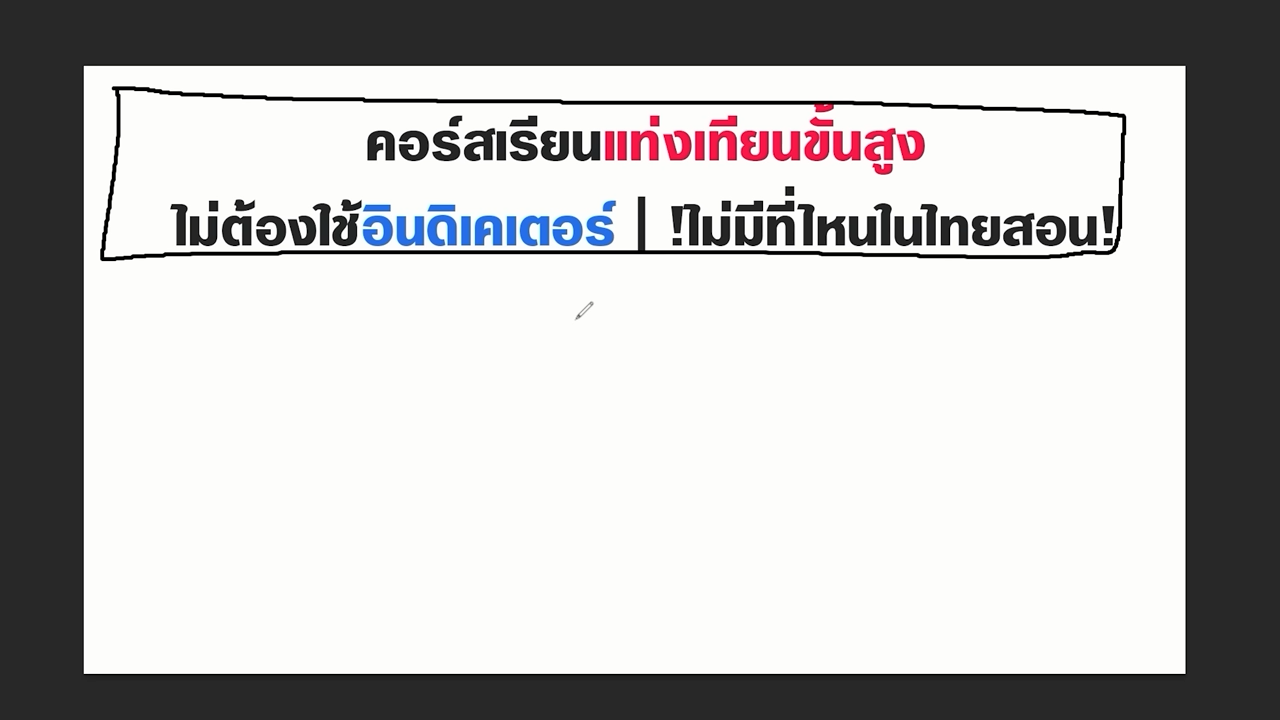 คอร์สเรียนแท่งเทียนขั้นสูง
ไม่ต้องใช้อินดิเคเตอร์ | !ไม่มีที่ไหนในไทยสอน!